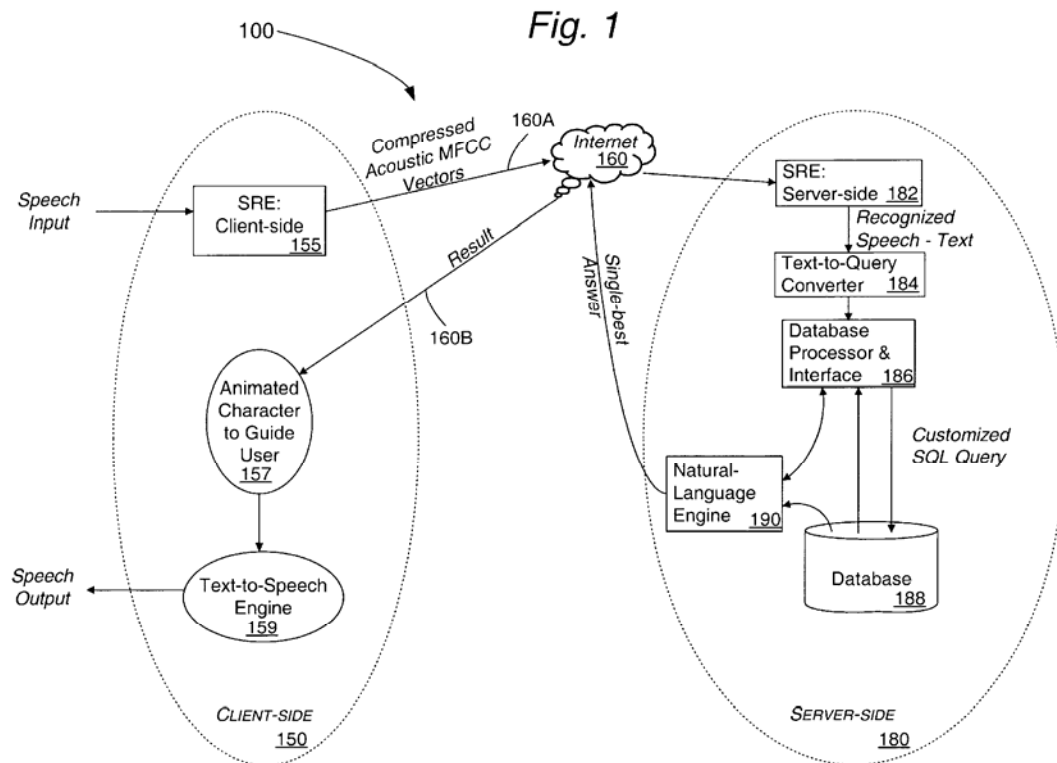 Fig. 1
100
Compressed
Acoustic MFCC
Vectors
160A
Internet
160
Speech
Input
SRE:
Client-side
155
SRE:
Server-side 182
Recognized
Speech - Text
Text-to-Query
Converter 184
Result
160B
Single-best
Answer
Database
Processor &
Interface 186
Animated
Character
to Guide
User
157
Customized
SQL Query
Natural-
Language
Engine 190
Speech
Output
Text-to-Speech
Engine
159
Database
188
CLIENT-SIDE
150
SERVER-SIDE
180